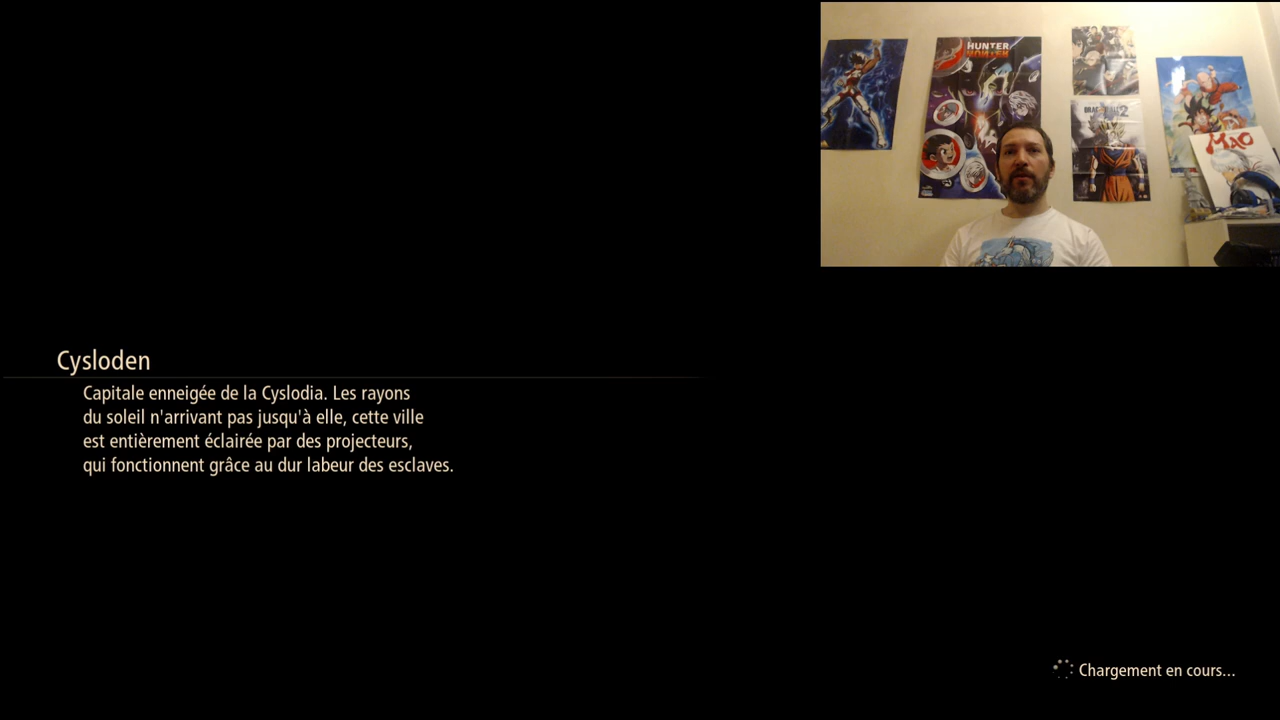 HUNTER
HUNTER
MAO
Cysloden
Capitale enneigée de la Cyslodia. Les rayons
du soleil n'arrivant pas jusqu'à elle, cette ville
est entièrement éclairée par des projecteurs,
qui fonctionnent grâce au dur labeur des esclaves.
Chargement en cours...